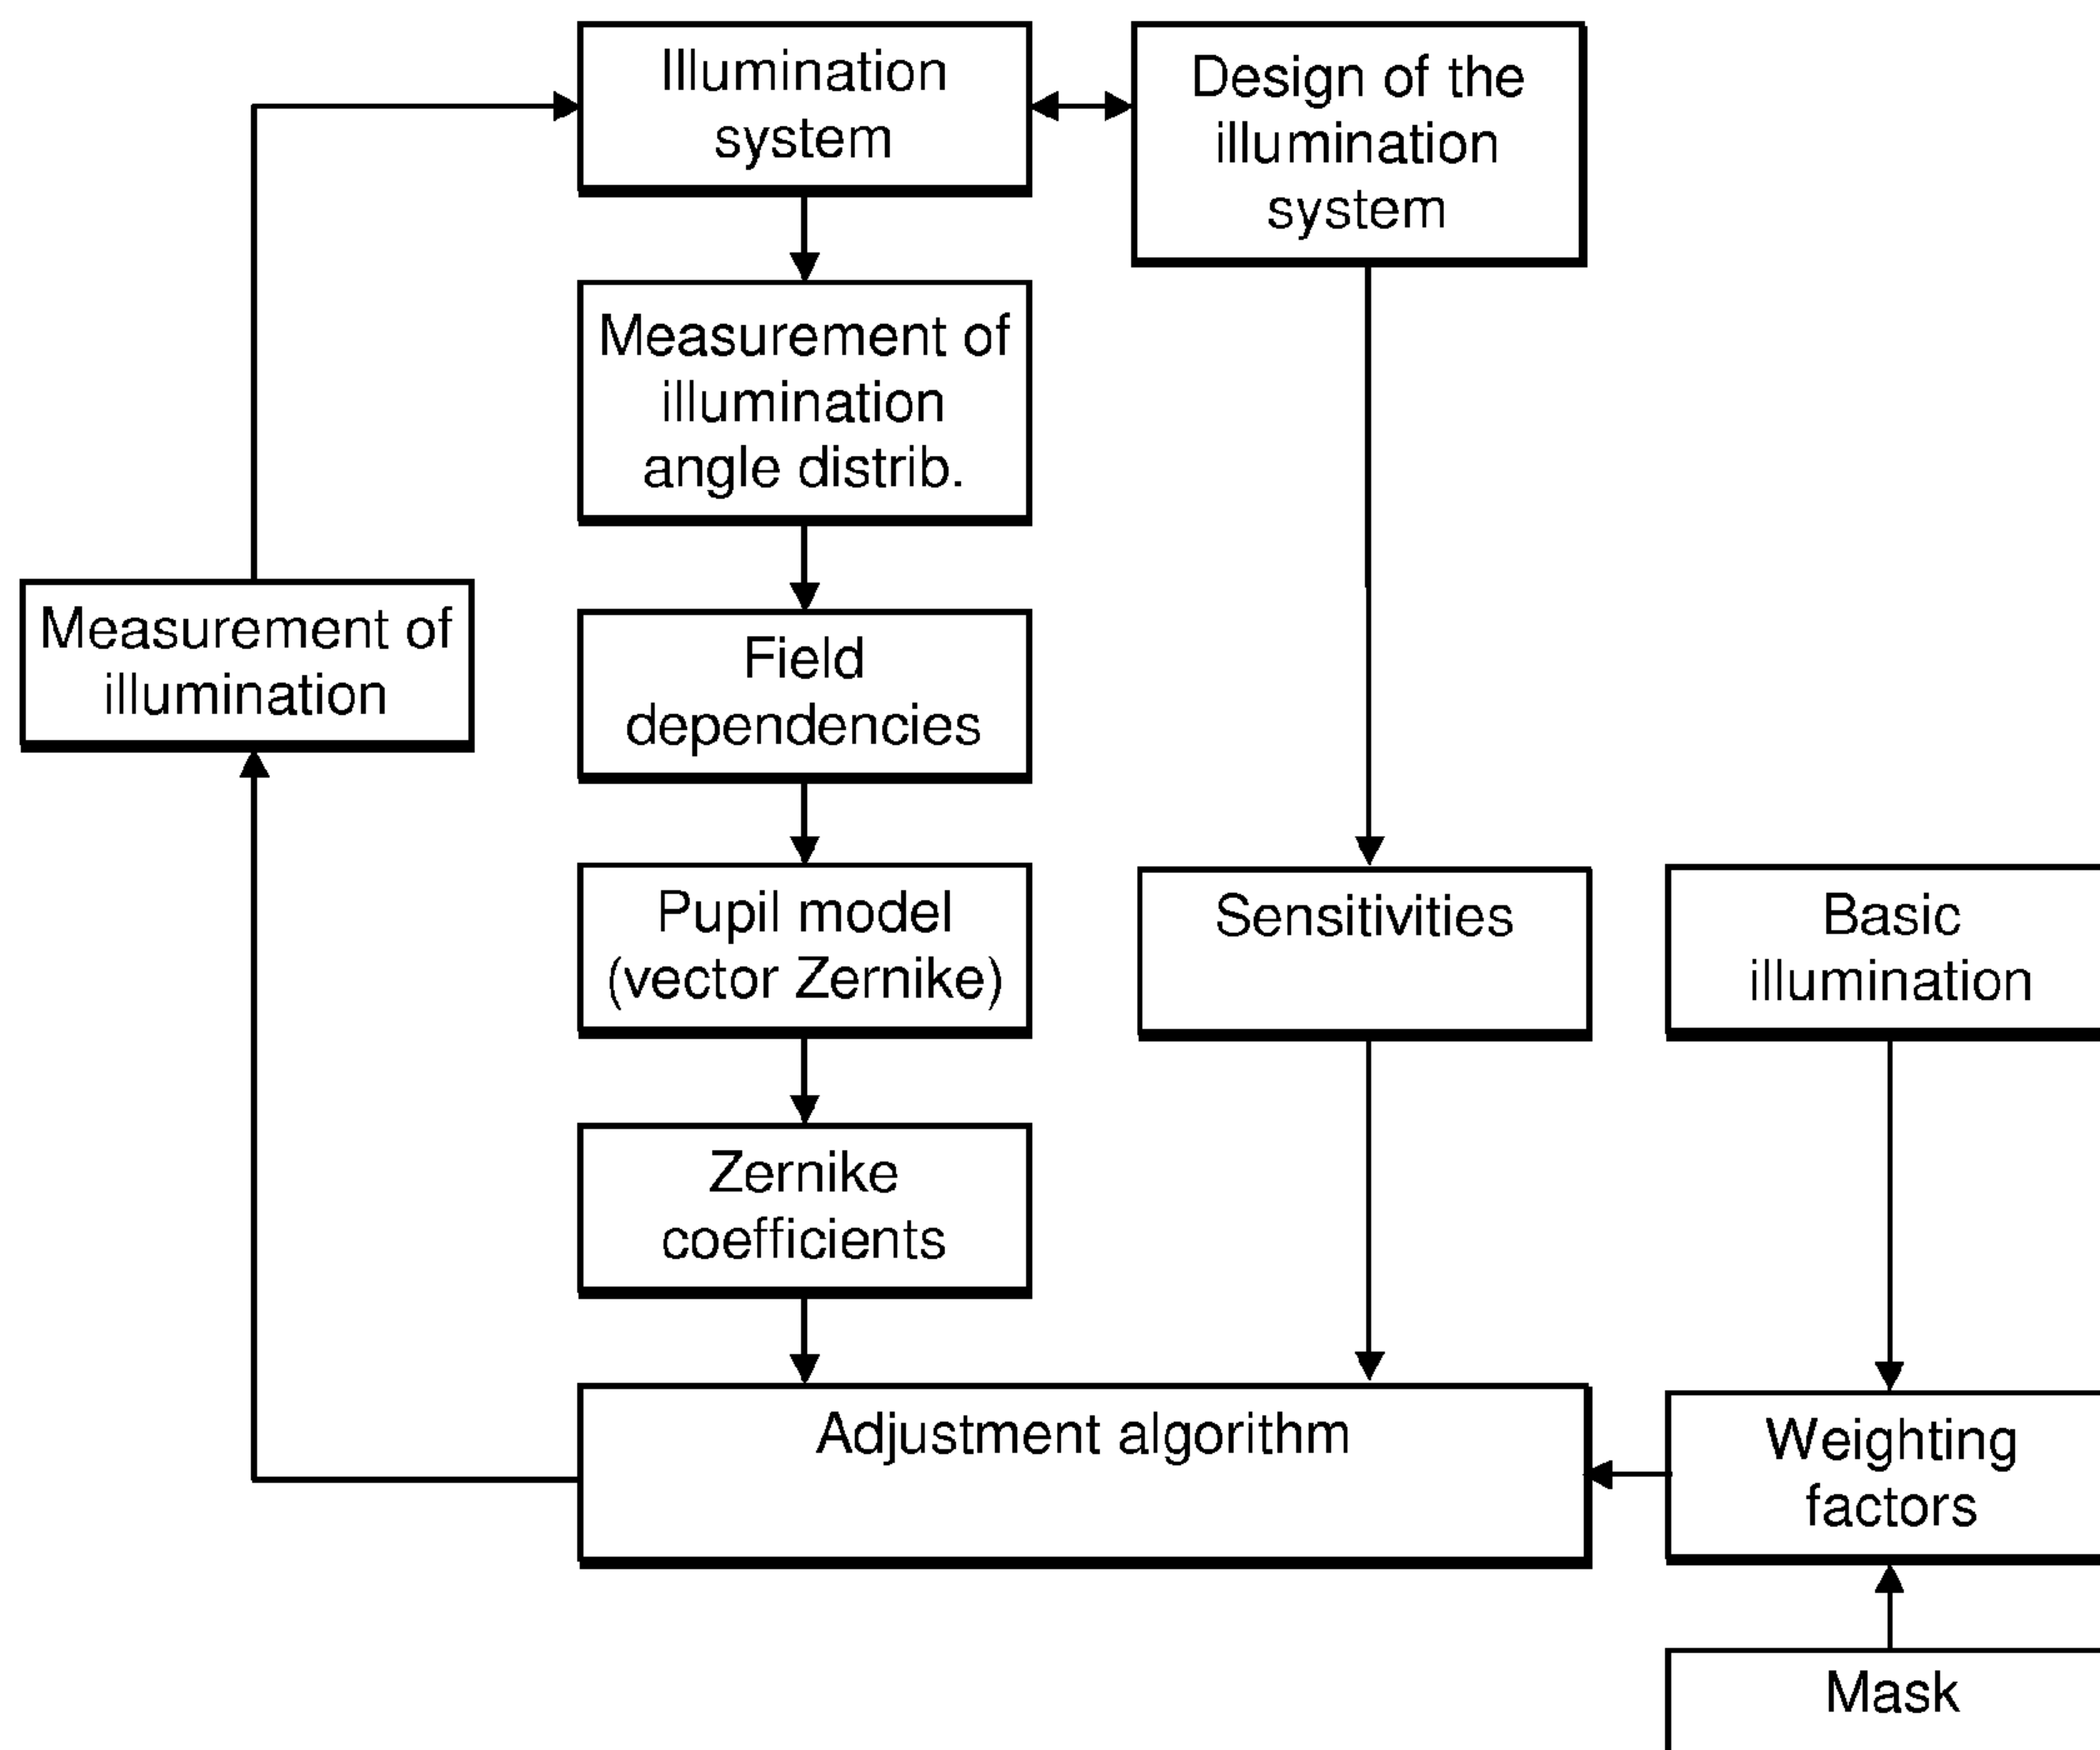 Illumination
system
Design of the
illumination
system
Measurement of
illumination
angle distrib.
Measurement of
illumination
Field
dependencies
Pupil model
(vector Zernike)
Sensitivities
Basic
illumination
Zernike
coefficients
Adjustment algorithm
Weighting
factors
Mask